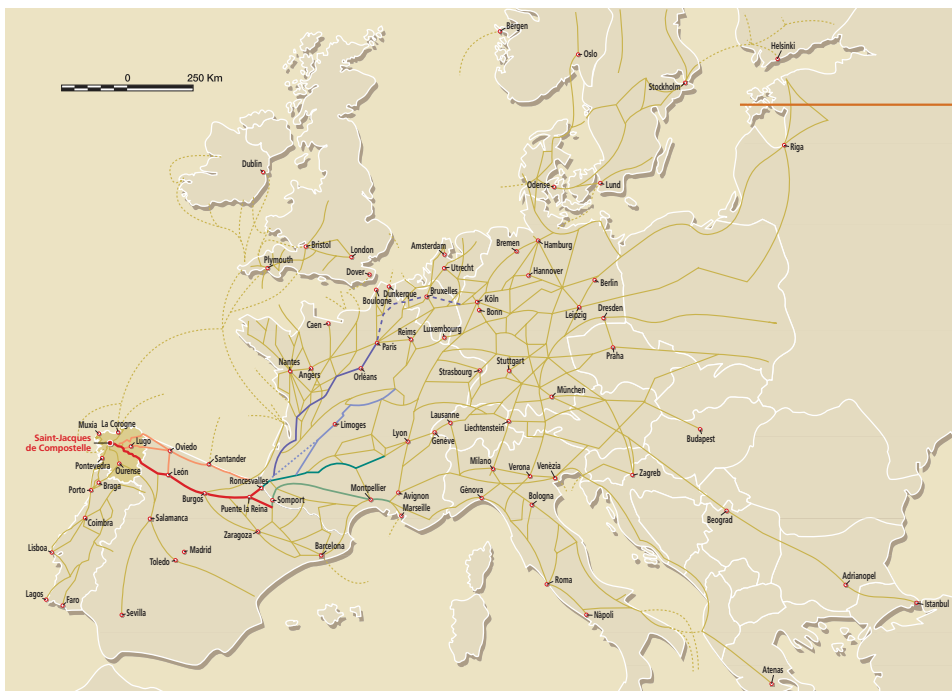 Bergen
Oslo
Helsinki
0 250 Km
Stockholm
Riga
Dublin
Odense
Lund
Bristol
London
Amsterdam
Bremen
Hamburg
Plymouth
Dover
Utrecht
Hannover
Dunkerque
Boulogne
Bruxelles
Köln
Bonn
Berlin
Leipzig
Dresden
Caen
Reims
Luxembourg
Paris
Praha
Nantes
Angers
Orléans
Strasbourg
Stuttgart
München
Muxia
La Corogne
Limoges
Lausanne
Liechtenstein
Lyon
Genève
Budapest
Saint-Jacques
de Compostelle
Lugo
Oviedo
Santander
Pontevedra
Ourense
León
Roncesvalles
Milano
Verona
Venèzia
Zagreb
Porto
Braga
Burgos
Puente la Reina
Somport
Montpellier
Avignon
Marseille
Gènova
Bologna
Beograd
Coimbra
Salamanca
Zaragoza
Lisboa
Madrid
Toledo
Barcelona
Lagos
Faro
Sevilla
Roma
Nàpoli
Adrianopel
Istanbul
Atenas